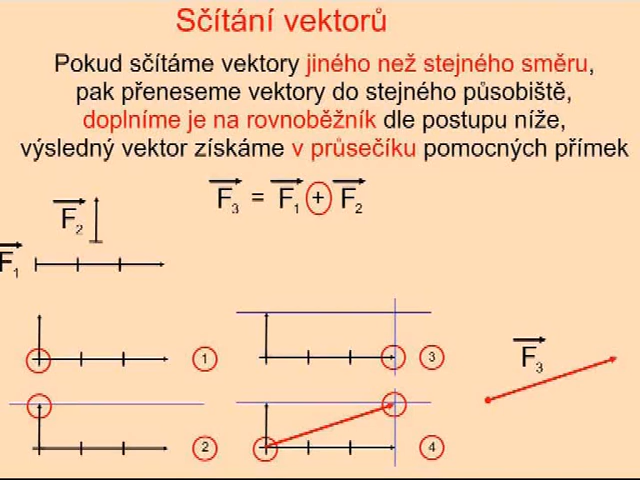 Sčítání vektorů
Pokud sčítáme vektory jiného než stejného směru,
pak přeneseme vektory do stejného působiště,
doplníme je na rovnoběžník dle postupu níže,
výsledný vektor získáme v průsečíku pomocných přímek
F₃ = F₁ + F₂
F₂
F₁
1
3
F₃
2
4